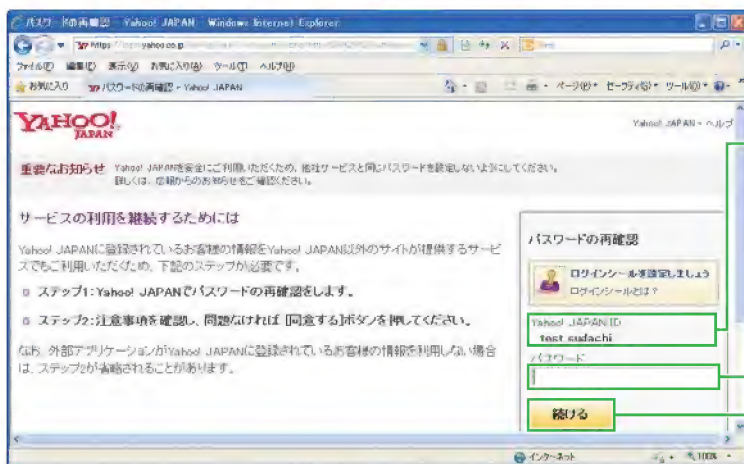 パスワードの再確認 - Yahoo! JAPAN - Windows Internet Explorer
https://
yahoo.co.jp
ファイル(F) 編集(E) 表示(V) お気に入り(A) ツール(T) ヘルプ(H)
お気に入り パスワードの再確認 - Yahoo! JAPAN ページ(P) セーフティ(S) ツール(O)
YAHOO! JAPAN
Yahoo! JAPAN - ヘルプ
重要なお知らせ Yahoo! JAPANを安全にご利用いただくため、他社サービスと同じパスワードを設定しないようにしてください。
詳しくは、広報からのお知らせをご確認ください。
サービスの利用を継続するためには
Yahoo! JAPANに登録されているお客様の情報をYahoo! JAPAN以外のサイトが提供するサービ
スでもご利用いただくため、下記のステップが必要です。
ステップ1:Yahoo! JAPANでパスワードの再確認をします。
ステップ2:注意事項を確認し、問題なければ [同意する]ボタンを押してください。
なお、外部アプリケーションがYahoo! JAPANに登録されているお客様の情報を利用しない場合
は、ステップ2が省略されることがあります。
パスワードの再確認
ログインシールを設定しましょう
ログインシールとは？
Yahoo! JAPAN ID
test_sudachi
パスワード
続ける
インターネット 100%